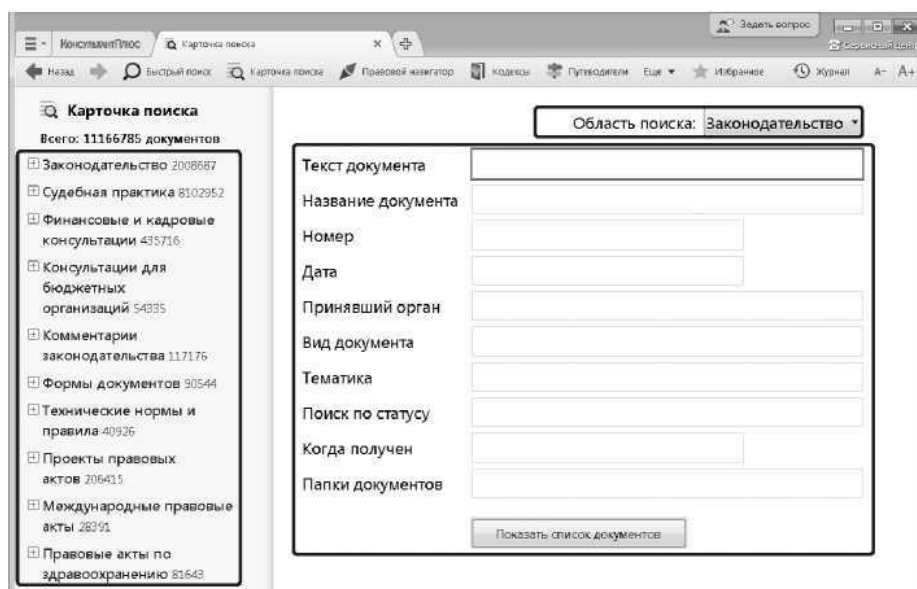 Задать вопрос
КонсультантПлюс
Карточка поиска
Сервисный центр
Назад
Быстрый поиск
Карточка поиска
Правовой навигатор
Кодексы
Путеводители
Еще
Избранное
Журнал
А- А+
Карточка поиска
Всего: 11166785 документов
Законодательство 2008687
Судебная практика 8102952
Финансовые и кадровые
консультации 435716
Консультации для
бюджетных
организаций 54335
Комментарии
законодательства 117176
Формы документов 90544
Технические нормы и
правила 40926
Проекты правовых
актов 206415
Международные правовые
акты 28391
Правовые акты по
здравоохранению 81643
Область поиска: Законодательство
Текст документа
Название документа
Номер
Дата
Принявший орган
Вид документа
Тематика
Поиск по статусу
Когда получен
Папки документов
Показать список документов